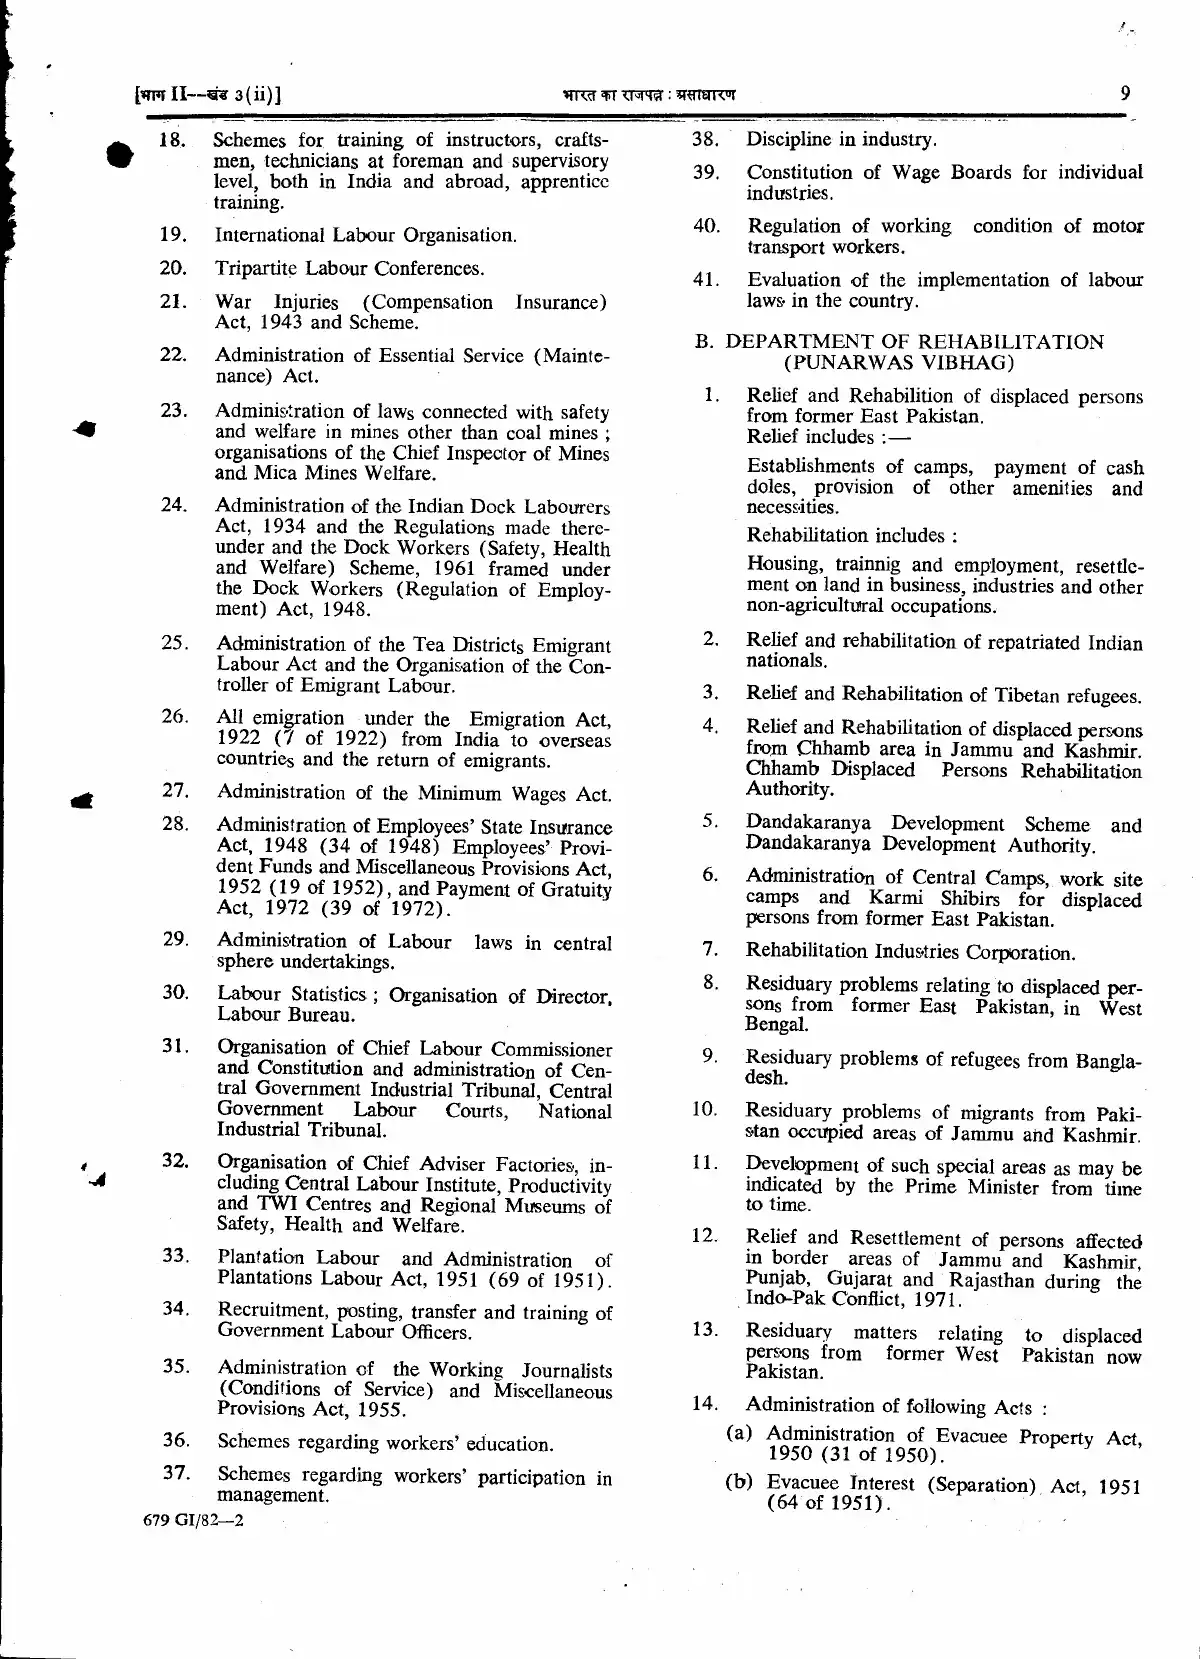 [भाग II—खंड 3(ii)]
भारत का राजपत्र : असाधारण
9
18. Schemes for training of instructors, crafts-
men, technicians at foreman and supervisory
level, both in India and abroad, apprentice
training.
19. International Labour Organisation.
20. Tripartite Labour Conferences.
21. War Injuries (Compensation Insurance)
Act, 1943 and Scheme.
22. Administration of Essential Service (Mainte-
nance) Act.
23. Administration of laws connected with safety
and welfare in mines other than coal mines ;
organisations of the Chief Inspector of Mines
and Mica Mines Welfare.
24. Administration of the Indian Dock Labourers
Act, 1934 and the Regulations made there-
under and the Dock Workers (Safety, Health
and Welfare) Scheme, 1961 framed under
the Dock Workers (Regulation of Employ-
ment) Act, 1948.
25. Administration of the Tea Districts Emigrant
Labour Act and the Organisation of the Con-
troller of Emigrant Labour.
26. All emigration under the Emigration Act,
1922 (7 of 1922) from India to overseas
countries and the return of emigrants.
27. Administration of the Minimum Wages Act.
28. Administration of Employees' State Insurance
Act, 1948 (34 of 1948) Employees' Provi-
dent Funds and Miscellaneous Provisions Act,
1952 (19 of 1952), and Payment of Gratuity
Act, 1972 (39 of 1972).
29. Administration of Labour laws in central
sphere undertakings.
30. Labour Statistics ; Organisation of Director,
Labour Bureau.
31. Organisation of Chief Labour Commissioner
and Constitution and administration of Cen-
tral Government Industrial Tribunal, Central
Government Labour Courts, National
Industrial Tribunal.
32. Organisation of Chief Adviser Factories, in-
cluding Central Labour Institute, Productivity
and TWI Centres and Regional Museums of
Safety, Health and Welfare.
33. Plantation Labour and Administration of
Plantations Labour Act, 1951 (69 of 1951).
34. Recruitment, posting, transfer and training of
Government Labour Officers.
35. Administration of the Working Journalists
(Conditions of Service) and Miscellaneous
Provisions Act, 1955.
36. Schemes regarding workers' education.
37. Schemes regarding workers' participation in
management.
679 GI/82—2
38. Discipline in industry.
39. Constitution of Wage Boards for individual
industries.
40. Regulation of working condition of motor
transport workers.
41. Evaluation of the implementation of labour
laws in the country.
B. DEPARTMENT OF REHABILITATION
(PUNARWAS VIBHAG)
1. Relief and Rehabilition of displaced persons
from former East Pakistan.
Relief includes :—
Establishments of camps, payment of cash
doles, provision of other amenities and
necessities.
Rehabilitation includes :
Housing, trainnig and employment, resettle-
ment on land in business, industries and other
non-agricultural occupations.
2. Relief and rehabilitation of repatriated Indian
nationals.
3. Relief and Rehabilitation of Tibetan refugees.
4. Relief and Rehabilitation of displaced persons
from Chhamb area in Jammu and Kashmir.
Chhamb Displaced Persons Rehabilitation
Authority.
5. Dandakaranya Development Scheme and
Dandakaranya Development Authority.
6. Administration of Central Camps, work site
camps and Karmi Shibirs for displaced
persons from former East Pakistan.
7. Rehabilitation Industries Corporation.
8. Residuary problems relating to displaced per-
sons from former East Pakistan, in West
Bengal.
9. Residuary problems of refugees from Bangla-
desh.
10. Residuary problems of migrants from Paki-
stan occupied areas of Jammu and Kashmir.
11. Development of such special areas as may be
indicated by the Prime Minister from time
to time.
12. Relief and Resettlement of persons affected
in border areas of Jammu and Kashmir,
Punjab, Gujarat and Rajasthan during the
Indo-Pak Conflict, 1971.
13. Residuary matters relating to displaced
persons from former West Pakistan now
Pakistan.
14. Administration of following Acts :
(a) Administration of Evacuee Property Act,
1950 (31 of 1950).
(b) Evacuee Interest (Separation) Act, 1951
(64 of 1951).